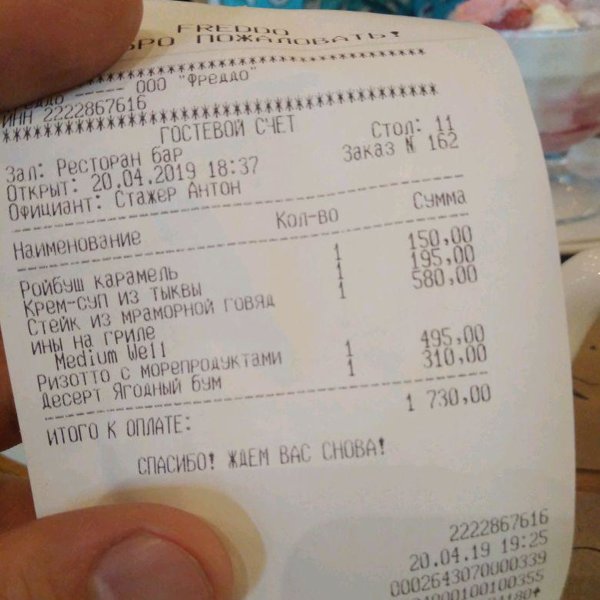 FREDDO
ПОЖАЛОВАТЬ!
************************************
----- ООО "Фреддо"
ИНН 2222867616
************************************
ГОСТЕВОЙ СЧЕТ
Зал: Ресторан бар Стол: 11
Открыт: 20.04.2019 18:37 Заказ № 162
Официант: Стажер Антон
Наименование Кол-во Сумма
Ройбуш карамель 1 150,00
Крем-суп из тыквы 1 195,00
Стейк из мраморной говяд 1 580,00
ины на гриле
Medium Well
Ризотто с морепродуктами 1 495,00
Десерт Ягодный бум 1 310,00
ИТОГО К ОПЛАТЕ: 1 730,00
СПАСИБО! ЖДЕМ ВАС СНОВА!
2222867616
20.04.19 19:25
0002643070000339